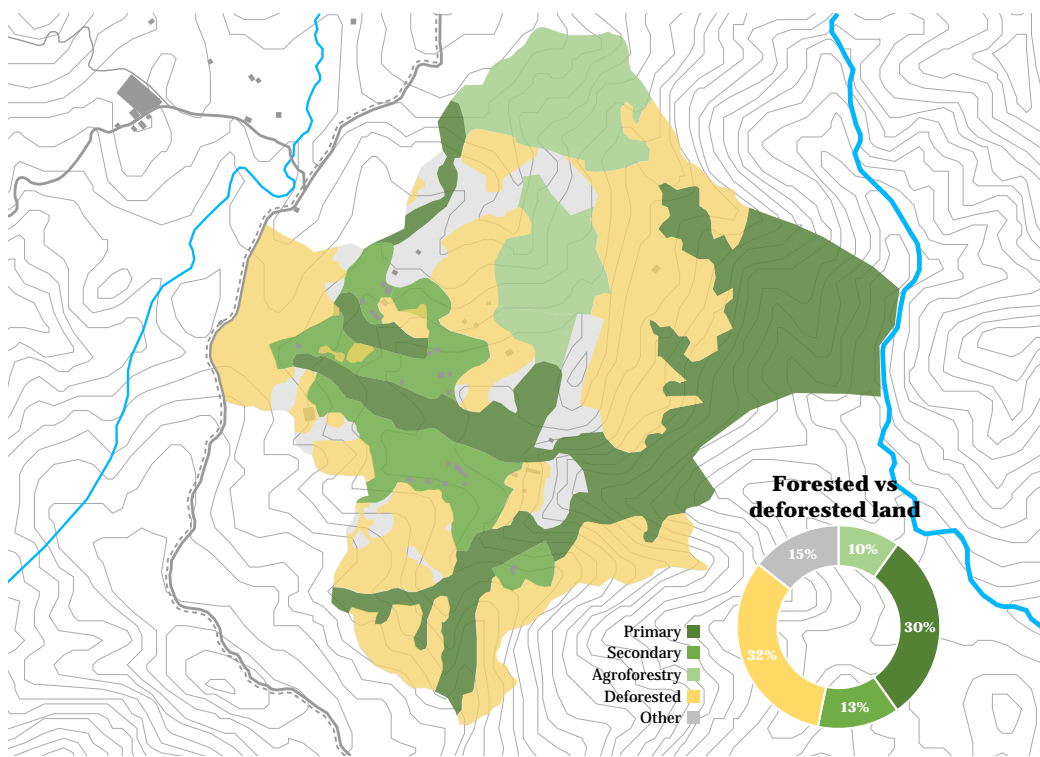 Forested vs
deforested land
15%
10%
30%
32%
13%
Primary
Secondary
Agroforestry
Deforested
Other